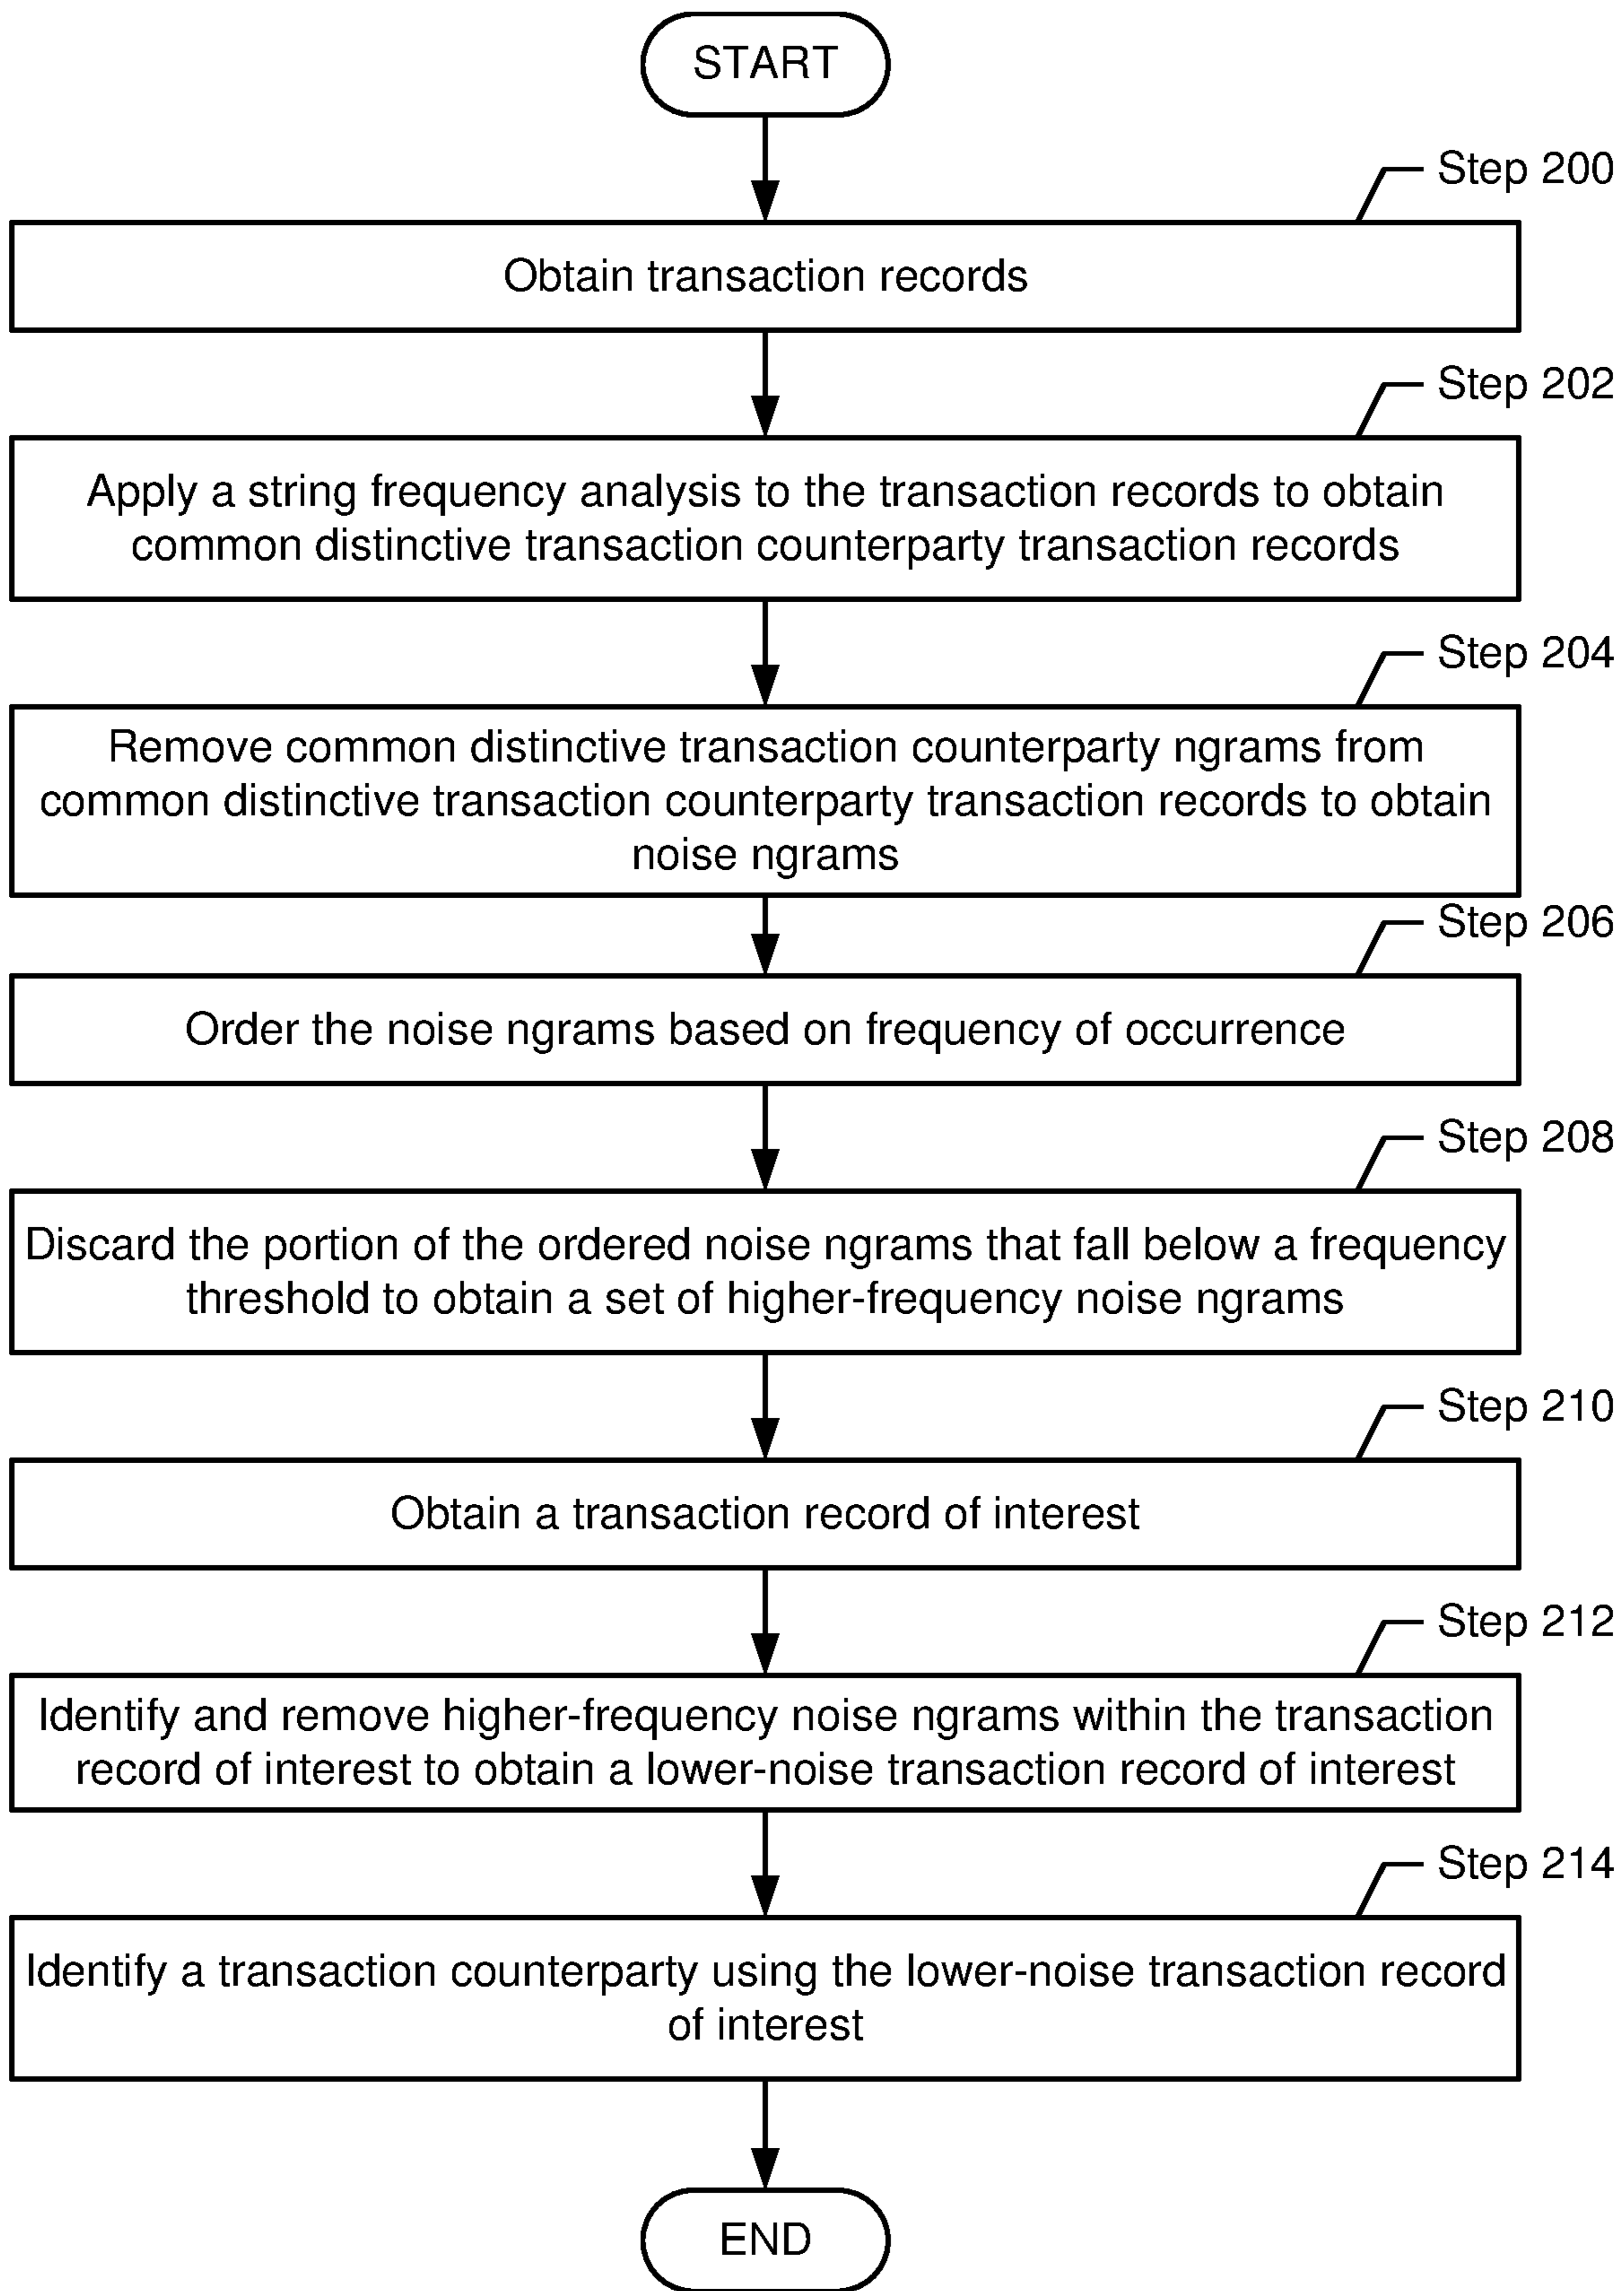 START
Step 200
Obtain transaction records
Step 202
Apply a string frequency analysis to the transaction records to obtain
common distinctive transaction counterparty transaction records
Step 204
Remove common distinctive transaction counterparty ngrams from
common distinctive transaction counterparty transaction records to obtain
noise ngrams
Step 206
Order the noise ngrams based on frequency of occurrence
Step 208
Discard the portion of the ordered noise ngrams that fall below a frequency
threshold to obtain a set of higher-frequency noise ngrams
Step 210
Obtain a transaction record of interest
Step 212
Identify and remove higher-frequency noise ngrams within the transaction
record of interest to obtain a lower-noise transaction record of interest
Step 214
Identify a transaction counterparty using the lower-noise transaction record
of interest
END